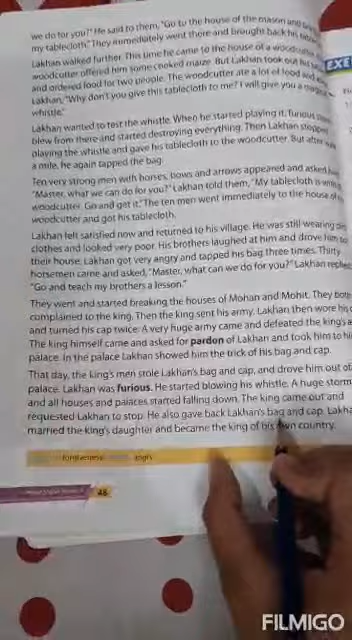 we do for you?" He said to them, "Go to the house of the mason and
my tablecloth." They immediately went there and brought back his
Lakhan walked further. This time he came to the house of a woodcutter
woodcutter offered him some cooked maize. But Lakhan took out his
and ordered food for two people. The woodcutter ate a lot of food and
Lakhan, "Why don't you give this tablecloth to me? I will give you a
whistle."
Lakhan wanted to test the whistle. When he started playing it, furious
blew from there and started destroying everything. Then Lakhan stopped
playing the whistle and gave his tablecloth to the woodcutter. But after
a mile, he again tapped the bag.
Ten very strong men with horses, bows and arrows appeared and asked
"Master, what we can do for you?" Lakhan told them, "My tablecloth is
woodcutter. Go and get it." The ten men went immediately to the house of
woodcutter and got his tablecloth.
Lakhan felt satisfied now and returned to his village. He was still wearing
clothes and looked very poor. His brothers laughed at him and drove him
their house. Lakhan got very angry and tapped his bag three times. Thirty
horsemen came and asked, "Master, what can we do for you?" Lakhan replied
"Go and teach my brothers a lesson."
They went and started breaking the houses of Mohan and Mohit. They both
complained to the king. Then the king sent his army. Lakhan then wore his
and turned his cap twice. A very huge army came and defeated the king's
The king himself came and asked for pardon of Lakhan and took him to
palace. In the palace Lakhan showed him the trick of his bag and cap.
That day, the king's men stole Lakhan's bag and cap, and drove him out of
palace. Lakhan was furious. He started blowing his whistle. A huge storm
and all houses and palaces started falling down. The king came out and
requested Lakhan to stop. He also gave back Lakhan's bag and cap.
married the king's daughter and became the king of his own country.
forgiveness angry
46
EXE
FILMIGO